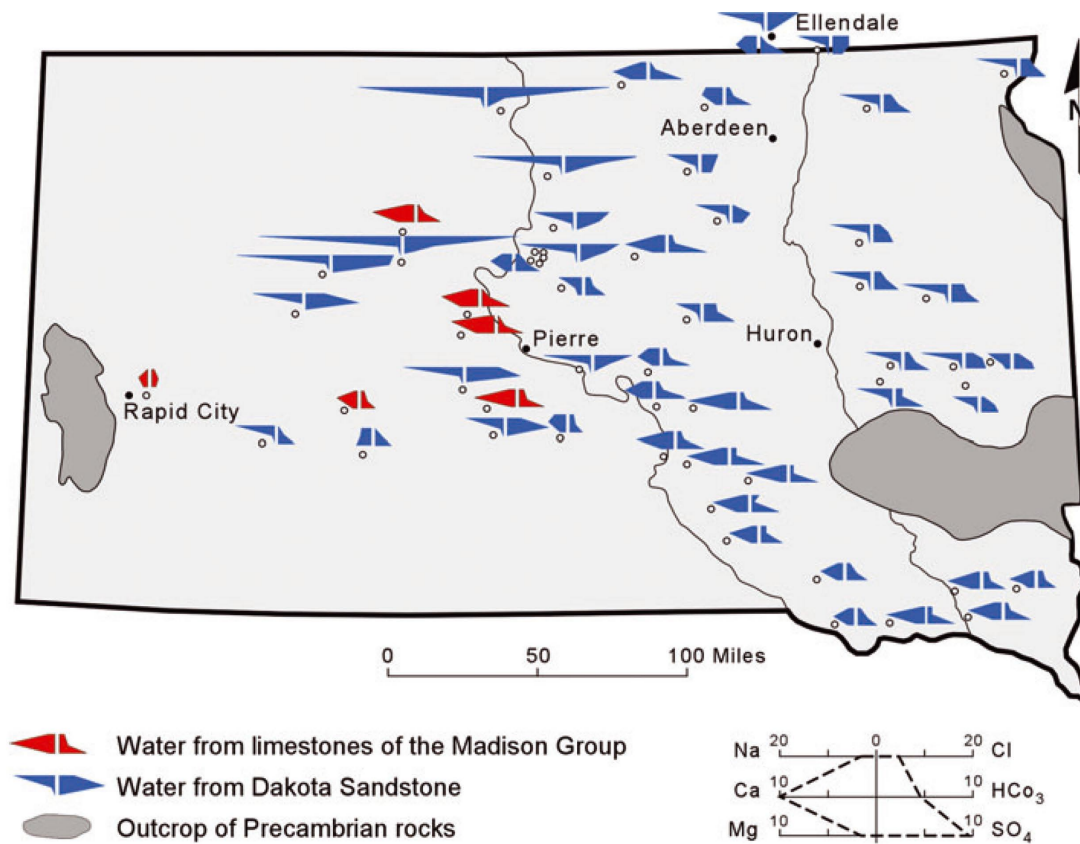 Ellendale
Aberdeen
N
Pierre
Huron
Rapid City
0 50 100 Miles
Water from limestones of the Madison Group
Water from Dakota Sandstone
Outcrop of Precambrian rocks
Na 20 0 20 Cl
Ca 10 10 HCo3
Mg 10 SO4